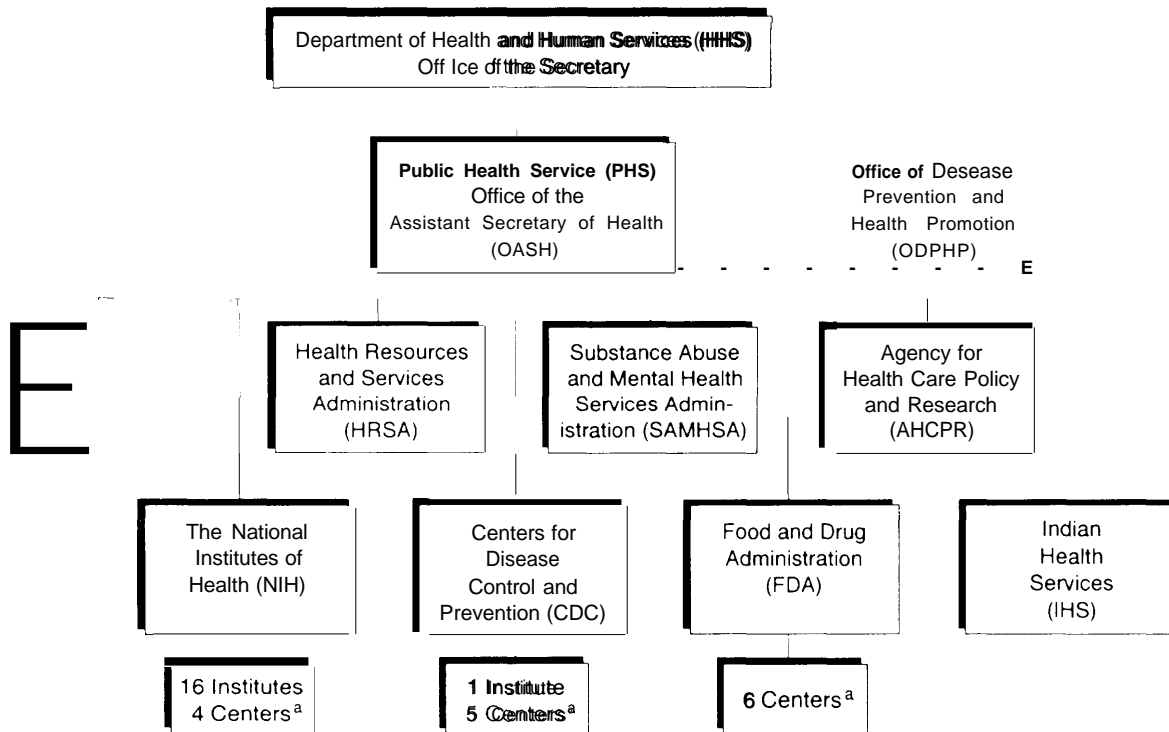 Department of Health and Human Services (HHS)
Off Ice of the Secretary
Public Health Service (PHS)
Office of the
Assistant Secretary of Health
(OASH)
Office of Desease
Prevention and
Health Promotion
(ODPHP)
E
E
Health Resources
and Services
Administration
(HRSA)
Substance Abuse
and Mental Health
Services Admin-
istration (SAMHSA)
Agency for
Health Care Policy
and Research
(AHCPR)
The National
Institutes of
Health (NIH)
Centers for
Disease
Control and
Prevention (CDC)
Food and Drug
Administration
(FDA)
Indian
Health
Services
(IHS)
16 Institutes
4 Centersᵃ
1 Institute
5 Centersᵃ
6 Centersᵃ